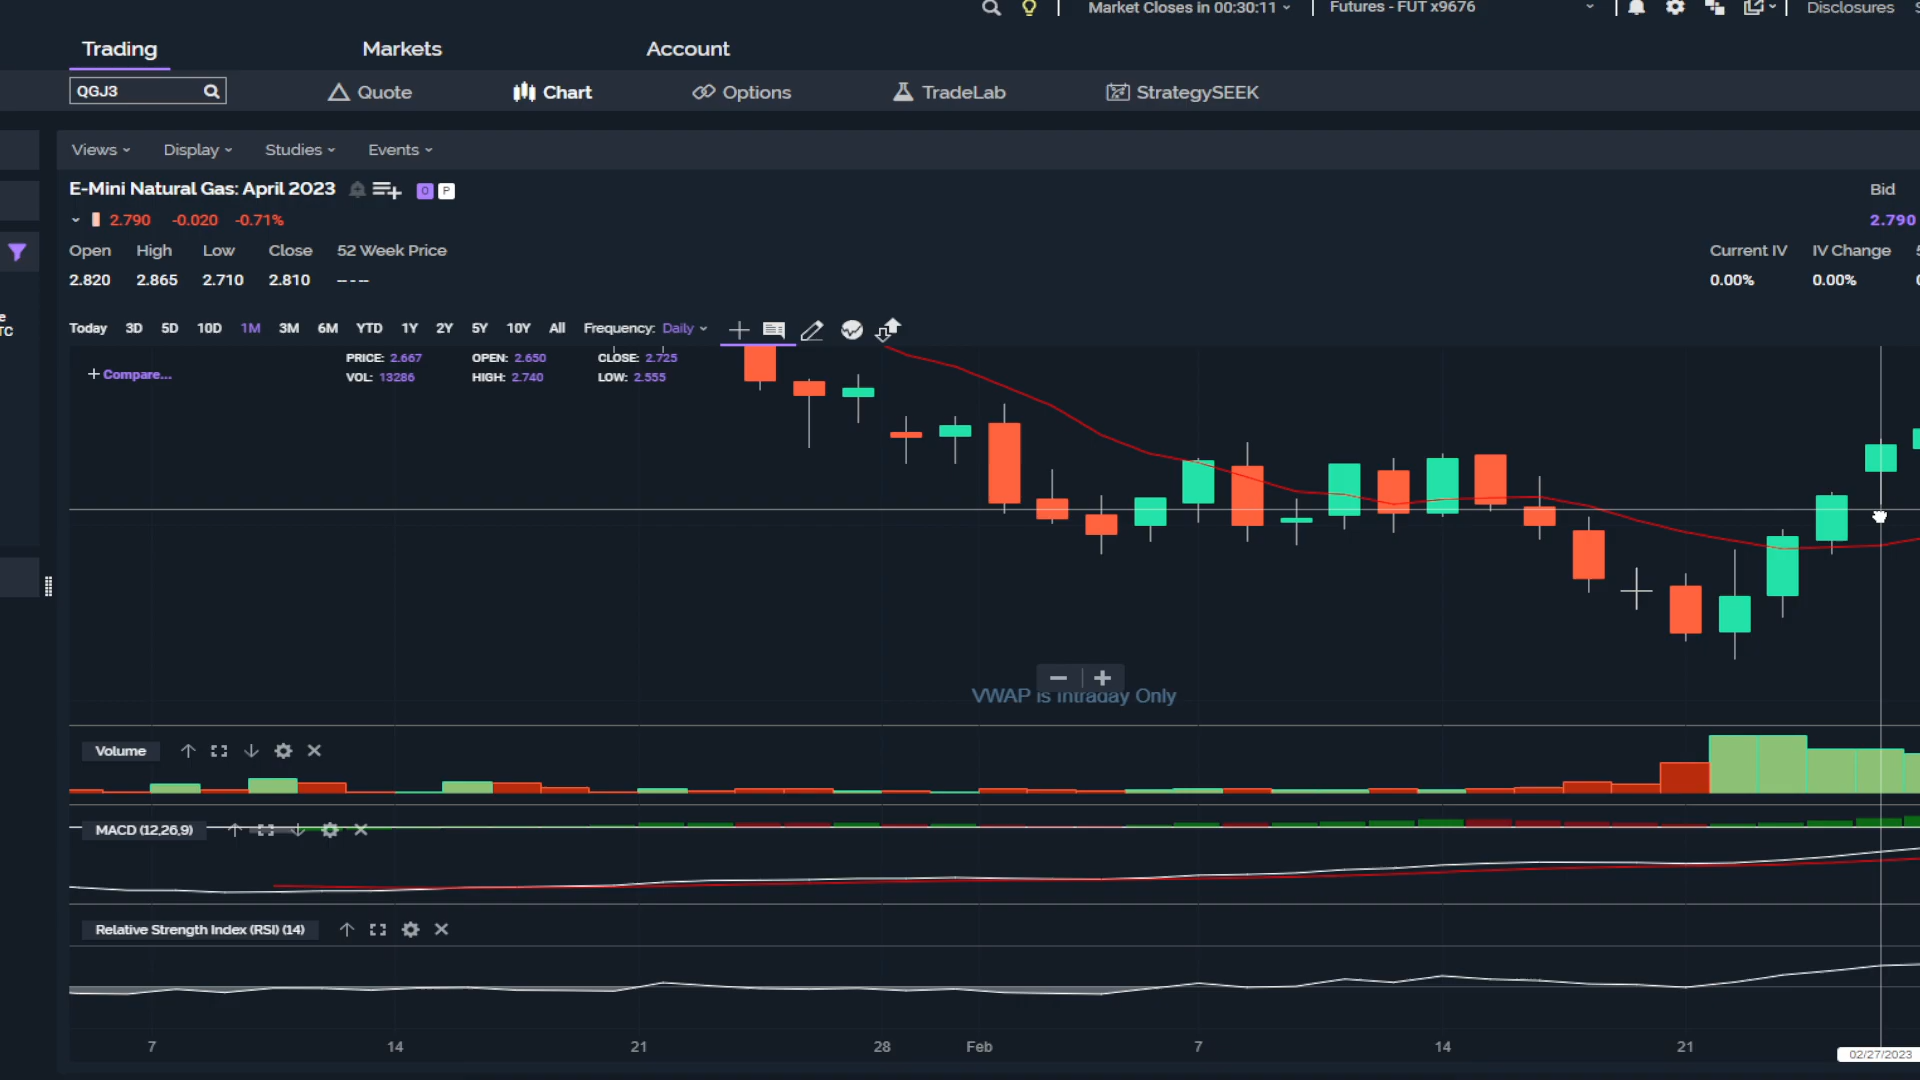 Market Closes in 00:30:11
Futures - FUT x9676
Disclosures
Trading
Markets
Account
QGJ3
Quote
Chart
Options
TradeLab
StrategySEEK
Views
Display
Studies
Events
E-Mini Natural Gas: April 2023
O
P
Bid
2.790 -0.020 -0.71%
2.790
Open High Low Close 52 Week Price
Current IV IV Change
2.820 2.865 2.710 2.810 -- - --
0.00% 0.00%
e
TC
Today 3D 5D 10D 1M 3M 6M YTD 1Y 2Y 5Y 10Y All Frequency: Daily
PRICE: 2.667 OPEN: 2.650 CLOSE: 2.725
+ Compare...
VOL: 13286 HIGH: 2.740 LOW: 2.555
VWAP is Intraday Only
Volume
MACD (12,26,9)
Relative Strength Index (RSI) (14)
7 14 21 28 Feb 7 14 21
02/27/2023